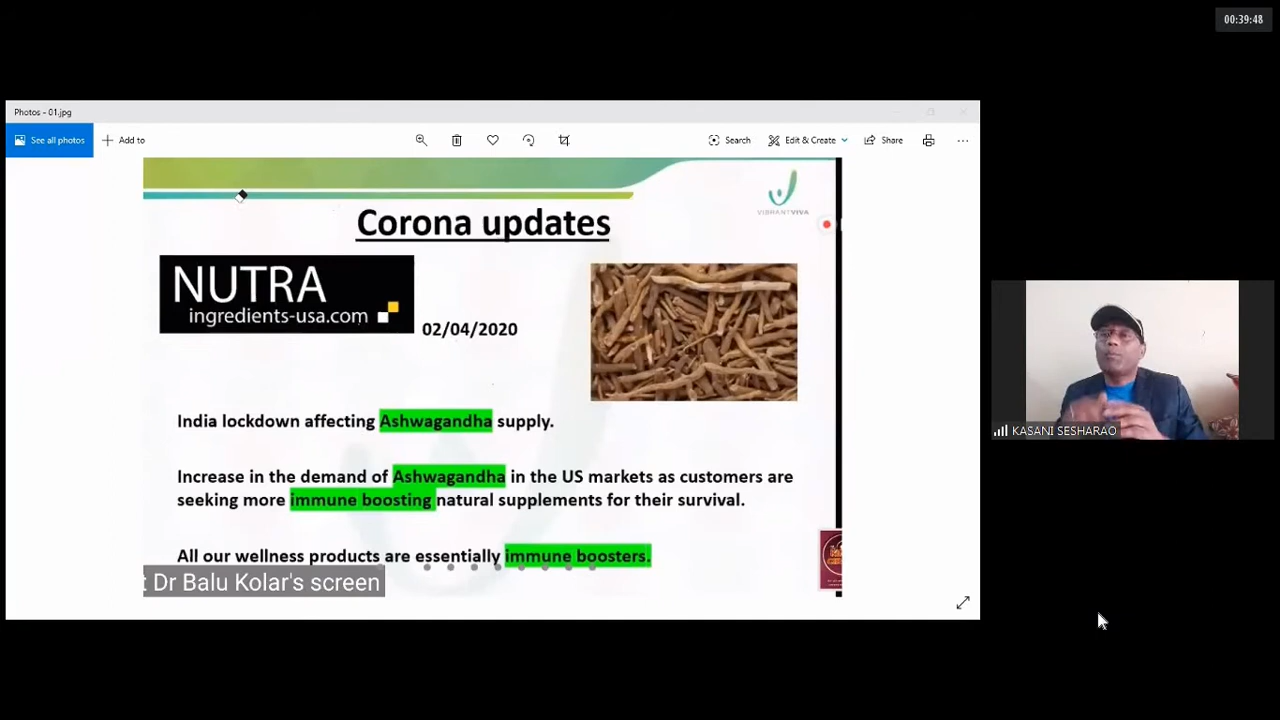 00:39:48
Photos - 01.jpg
See all photos
Add to
Search
Edit & Create
Share
VIBRANTVIVA
Corona updates
NUTRA
ingredients-usa.com
02/04/2020
India lockdown affecting Ashwagandha supply.
Increase in the demand of Ashwagandha in the US markets as customers are
seeking more immune boosting natural supplements for their survival.
All our wellness products are essentially immune boosters.
t Dr Balu Kolar's screen
KASANI SESHARAO